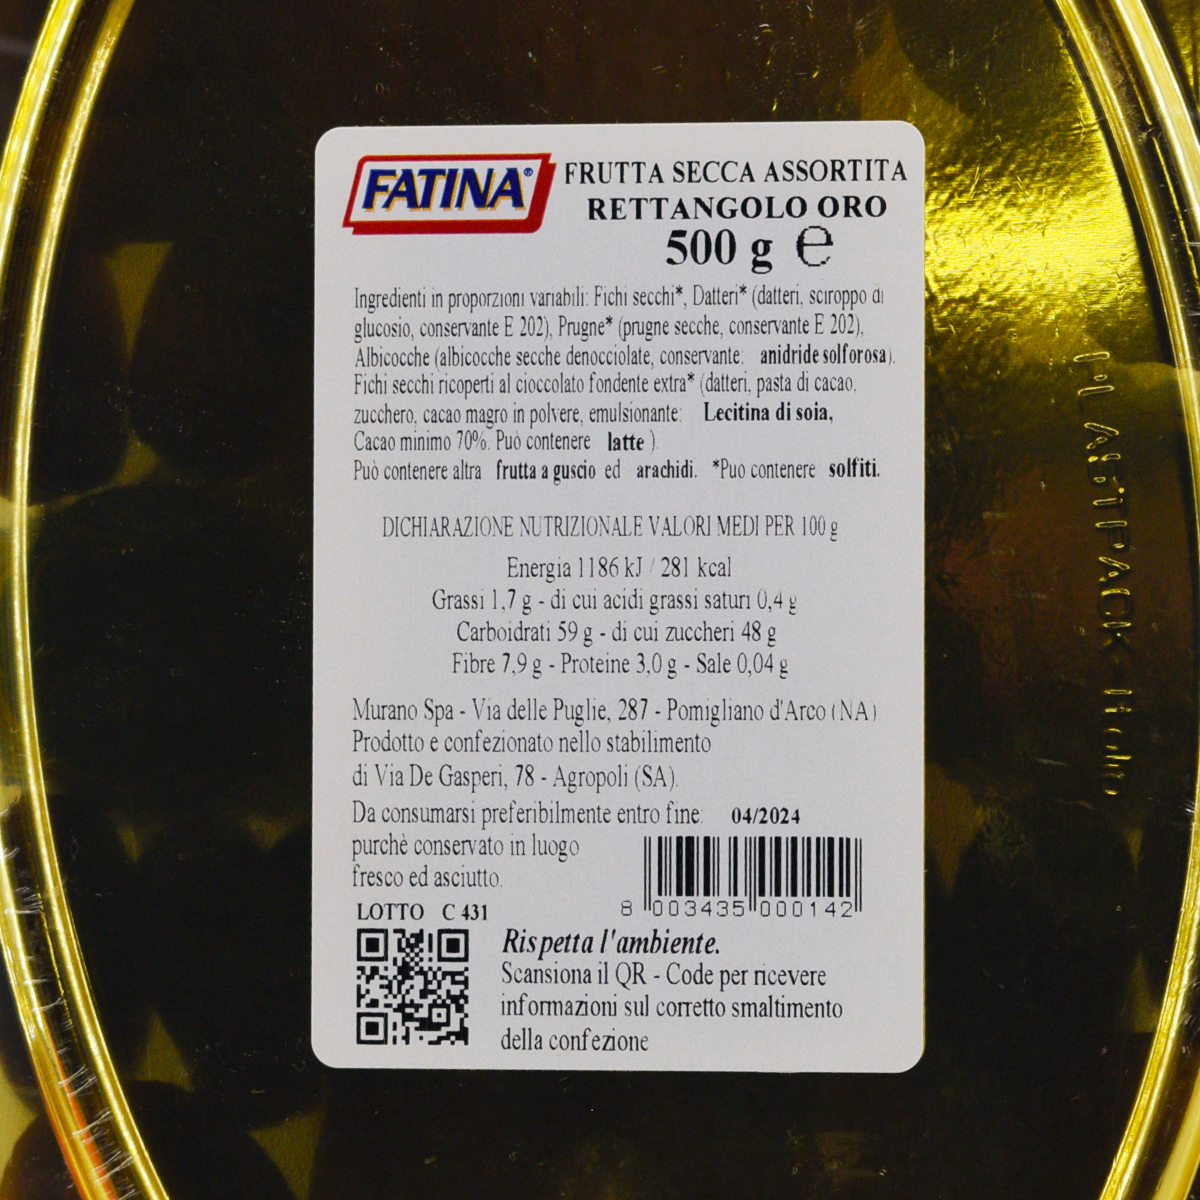 FATINA®
FRUTTA SECCA ASSORTITA
RETTANGOLO ORO
500 g ℮
Ingredienti in proporzioni variabili: Fichi secchi*, Datteri* (datteri, sciroppo di
glucosio, conservante E 202), Prugne* (prugne secche, conservante E 202),
Albicocche (albicocche secche denocciolate, conservante: anidride solforosa).
Fichi secchi ricoperti al cioccolato fondente extra* (datteri, pasta di cacao,
zucchero, cacao magro in polvere, emulsionante: Lecitina di soia,
Cacao minimo 70%. Può contenere latte ).
Può contenere altra frutta a guscio ed arachidi. *Puo contenere solfiti.
DICHIARAZIONE NUTRIZIONALE VALORI MEDI PER 100 g
Energia 1186 kJ / 281 kcal
Grassi 1,7 g - di cui acidi grassi saturi 0,4 g
Carboidrati 59 g - di cui zuccheri 48 g
Fibre 7,9 g - Proteine 3,0 g - Sale 0,04 g
Murano Spa - Via delle Puglie, 287 - Pomigliano d'Arco (NA)
Prodotto e confezionato nello stabilimento
di Via De Gasperi, 78 - Agropoli (SA).
Da consumarsi preferibilmente entro fine: 04/2024
purchè conservato in luogo
fresco ed asciutto.
LOTTO C 431
8 003435 000142
Rispetta l'ambiente.
Scansiona il QR - Code per ricevere
informazioni sul corretto smaltimento
della confezione